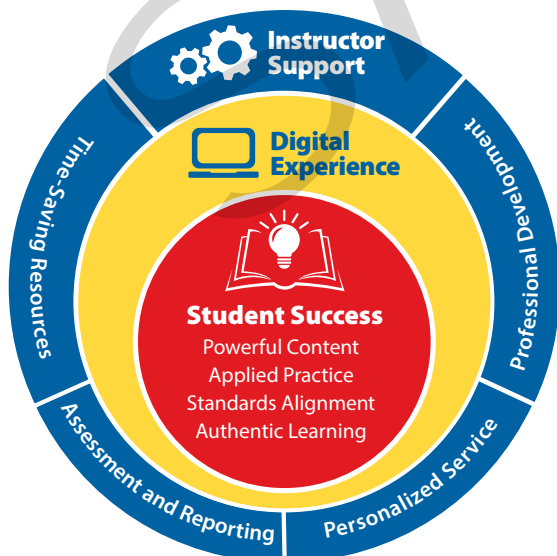 Instructor
Support
Time-Saving Resources
Professional Development
Digital
Experience
Student Success
Powerful Content
Applied Practice
Standards Alignment
Authentic Learning
Assessment and Reporting
Personalized Service